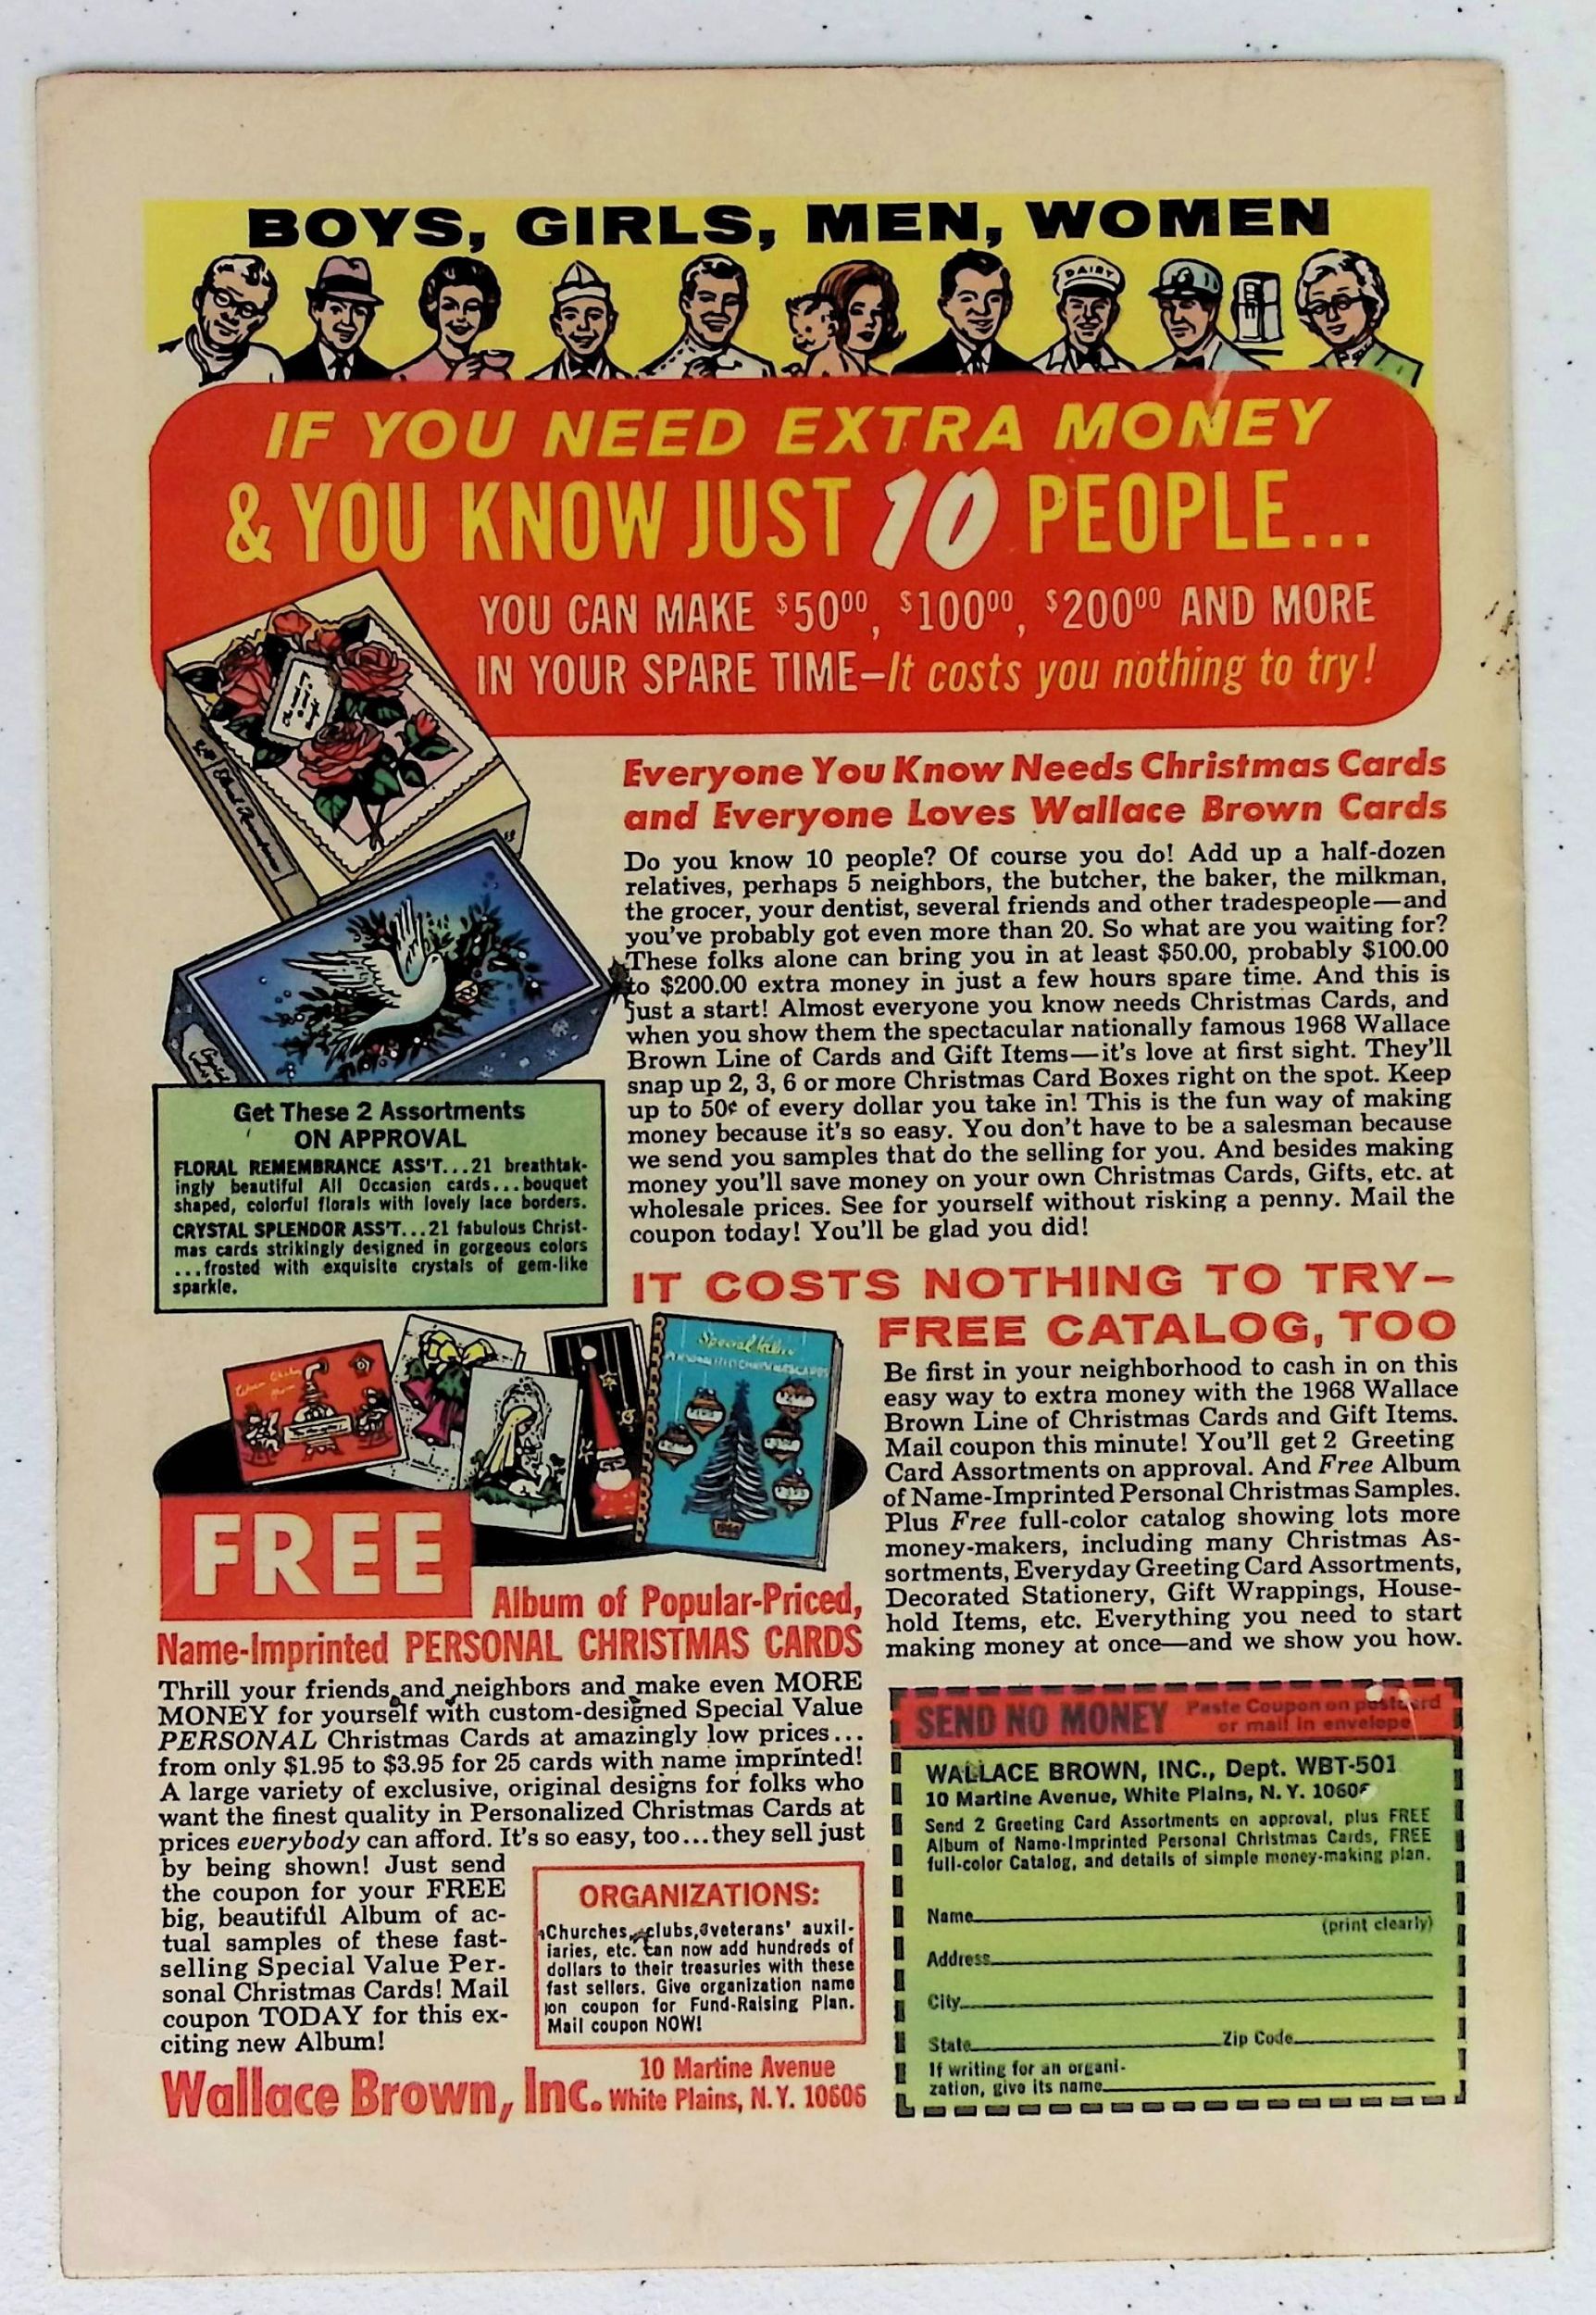 BOYS, GIRLS, MEN, WOMEN
DAIRY
IF YOU NEED EXTRA MONEY
& YOU KNOW JUST 10 PEOPLE...
YOU CAN MAKE $50⁰⁰, $100⁰⁰, $200⁰⁰ AND MORE
IN YOUR SPARE TIME—It costs you nothing to try!
Everyone You Know Needs Christmas Cards
and Everyone Loves Wallace Brown Cards
Do you know 10 people? Of course you do! Add up a half-dozen
relatives, perhaps 5 neighbors, the butcher, the baker, the milkman,
the grocer, your dentist, several friends and other tradespeople—and
you've probably got even more than 20. So what are you waiting for?
These folks alone can bring you in at least $50.00, probably $100.00
to $200.00 extra money in just a few hours spare time. And this is
just a start! Almost everyone you know needs Christmas Cards, and
when you show them the spectacular nationally famous 1968 Wallace
Brown Line of Cards and Gift Items—it's love at first sight. They'll
snap up 2, 3, 6 or more Christmas Card Boxes right on the spot. Keep
up to 50¢ of every dollar you take in! This is the fun way of making
money because it's so easy. You don't have to be a salesman because
we send you samples that do the selling for you. And besides making
money you'll save money on your own Christmas Cards, Gifts, etc. at
wholesale prices. See for yourself without risking a penny. Mail the
coupon today! You'll be glad you did!
Get These 2 Assortments
ON APPROVAL
FLORAL REMEMBRANCE ASS'T...21 breathtak-
ingly beautiful All Occasion cards...bouquet
shaped, colorful florals with lovely lace borders.
CRYSTAL SPLENDOR ASS'T...21 fabulous Christ-
mas cards strikingly designed in gorgeous colors
...frosted with exquisite crystals of gem-like
sparkle.
IT COSTS NOTHING TO TRY—
FREE CATALOG, TOO
Be first in your neighborhood to cash in on this
easy way to extra money with the 1968 Wallace
Brown Line of Christmas Cards and Gift Items.
Mail coupon this minute! You'll get 2 Greeting
Card Assortments on approval. And Free Album
of Name-Imprinted Personal Christmas Samples.
Plus Free full-color catalog showing lots more
money-makers, including many Christmas As-
sortments, Everyday Greeting Card Assortments,
Decorated Stationery, Gift Wrappings, House-
hold Items, etc. Everything you need to start
making money at once—and we show you how.
Special Value
PERSONALIZED CHRISTMAS CARDS
FREE
Album of Popular-Priced,
Name-Imprinted PERSONAL CHRISTMAS CARDS
Thrill your friends and neighbors and make even MORE
MONEY for yourself with custom-designed Special Value
PERSONAL Christmas Cards at amazingly low prices...
from only $1.95 to $3.95 for 25 cards with name imprinted!
A large variety of exclusive, original designs for folks who
want the finest quality in Personalized Christmas Cards at
prices everybody can afford. It's so easy, too...they sell just
by being shown! Just send
the coupon for your FREE
big, beautiful Album of ac-
tual samples of these fast-
selling Special Value Per-
sonal Christmas Cards! Mail
coupon TODAY for this ex-
citing new Album!
ORGANIZATIONS:
Churches, clubs, veterans' auxil-
iaries, etc. can now add hundreds of
dollars to their treasuries with these
fast sellers. Give organization name
on coupon for Fund-Raising Plan.
Mail coupon NOW!
Wallace Brown, Inc.
10 Martine Avenue
White Plains, N.Y. 10606
SEND NO MONEY
Paste Coupon on postcard
or mail in envelope
WALLACE BROWN, INC., Dept. WBT-501
10 Martine Avenue, White Plains, N.Y. 10606
Send 2 Greeting Card Assortments on approval, plus FREE
Album of Name-Imprinted Personal Christmas Cards, FREE
full-color Catalog, and details of simple money-making plan.
Name
(print clearly)
Address
City
State Zip Code
If writing for an organi-
zation, give its name